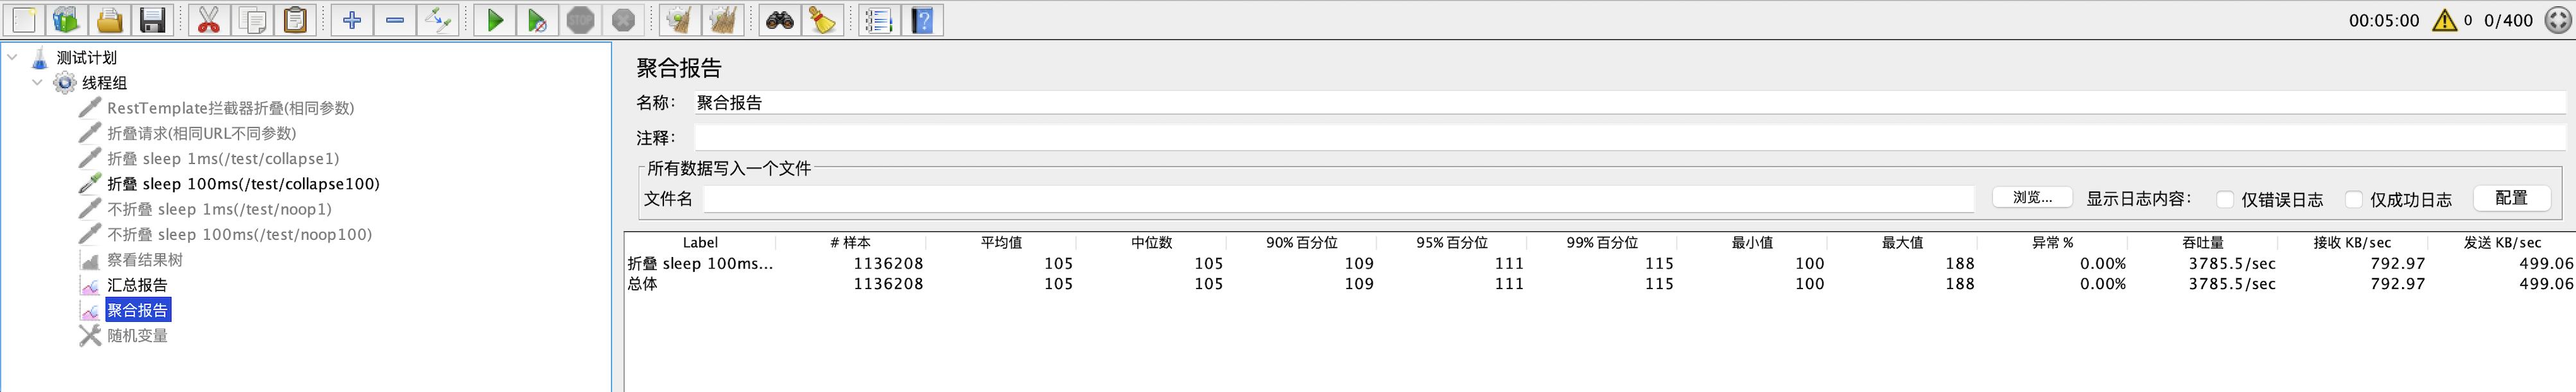 STOP
00:05:00 0 0/400
测试计划
线程组
RestTemplate拦截器折叠(相同参数)
折叠请求(相同URL不同参数)
折叠 sleep 1ms(/test/collapse1)
折叠 sleep 100ms(/test/collapse100)
不折叠 sleep 1ms(/test/noop1)
不折叠 sleep 100ms(/test/noop100)
察看结果树
汇总报告
聚合报告
随机变量
聚合报告
名称: 聚合报告
注释:
所有数据写入一个文件
文件名 浏览... 显示日志内容: 仅错误日志 仅成功日志 配置
Label # 样本 平均值 中位数 90% 百分位 95% 百分位 99% 百分位 最小值 最大值 异常 % 吞吐量 接收 KB/sec 发送 KB/sec
折叠 sleep 100ms... 1136208 105 105 109 111 115 100 188 0.00% 3785.5/sec 792.97 499.06
总体 1136208 105 105 109 111 115 100 188 0.00% 3785.5/sec 792.97 499.06